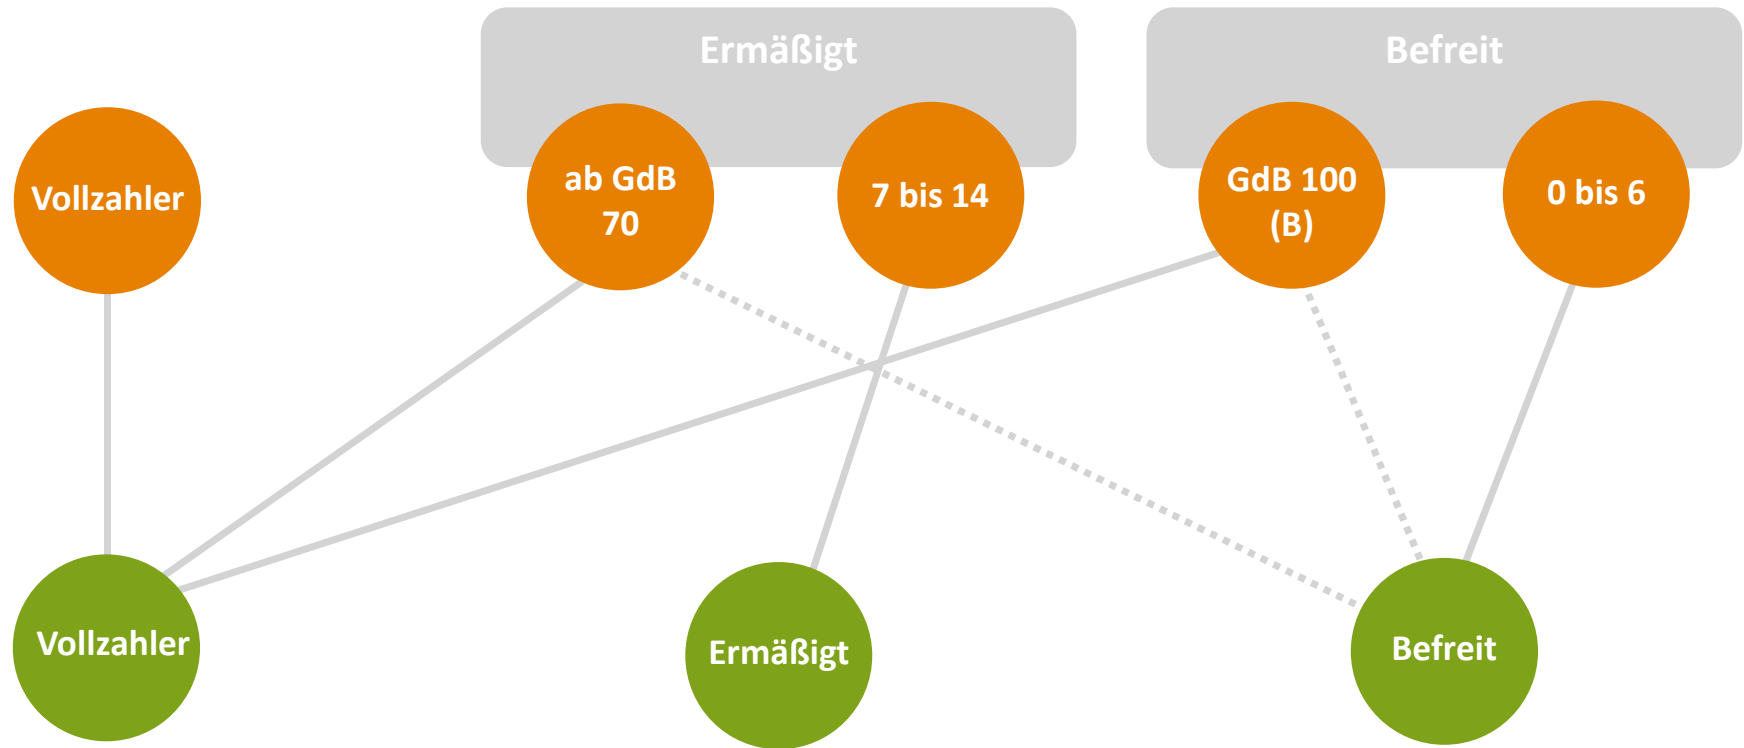 Ermäßigt
Befreit
Vollzahler
ab GdB
70
7 bis 14
GdB 100
(B)
0 bis 6
Vollzahler
Ermäßigt
Befreit